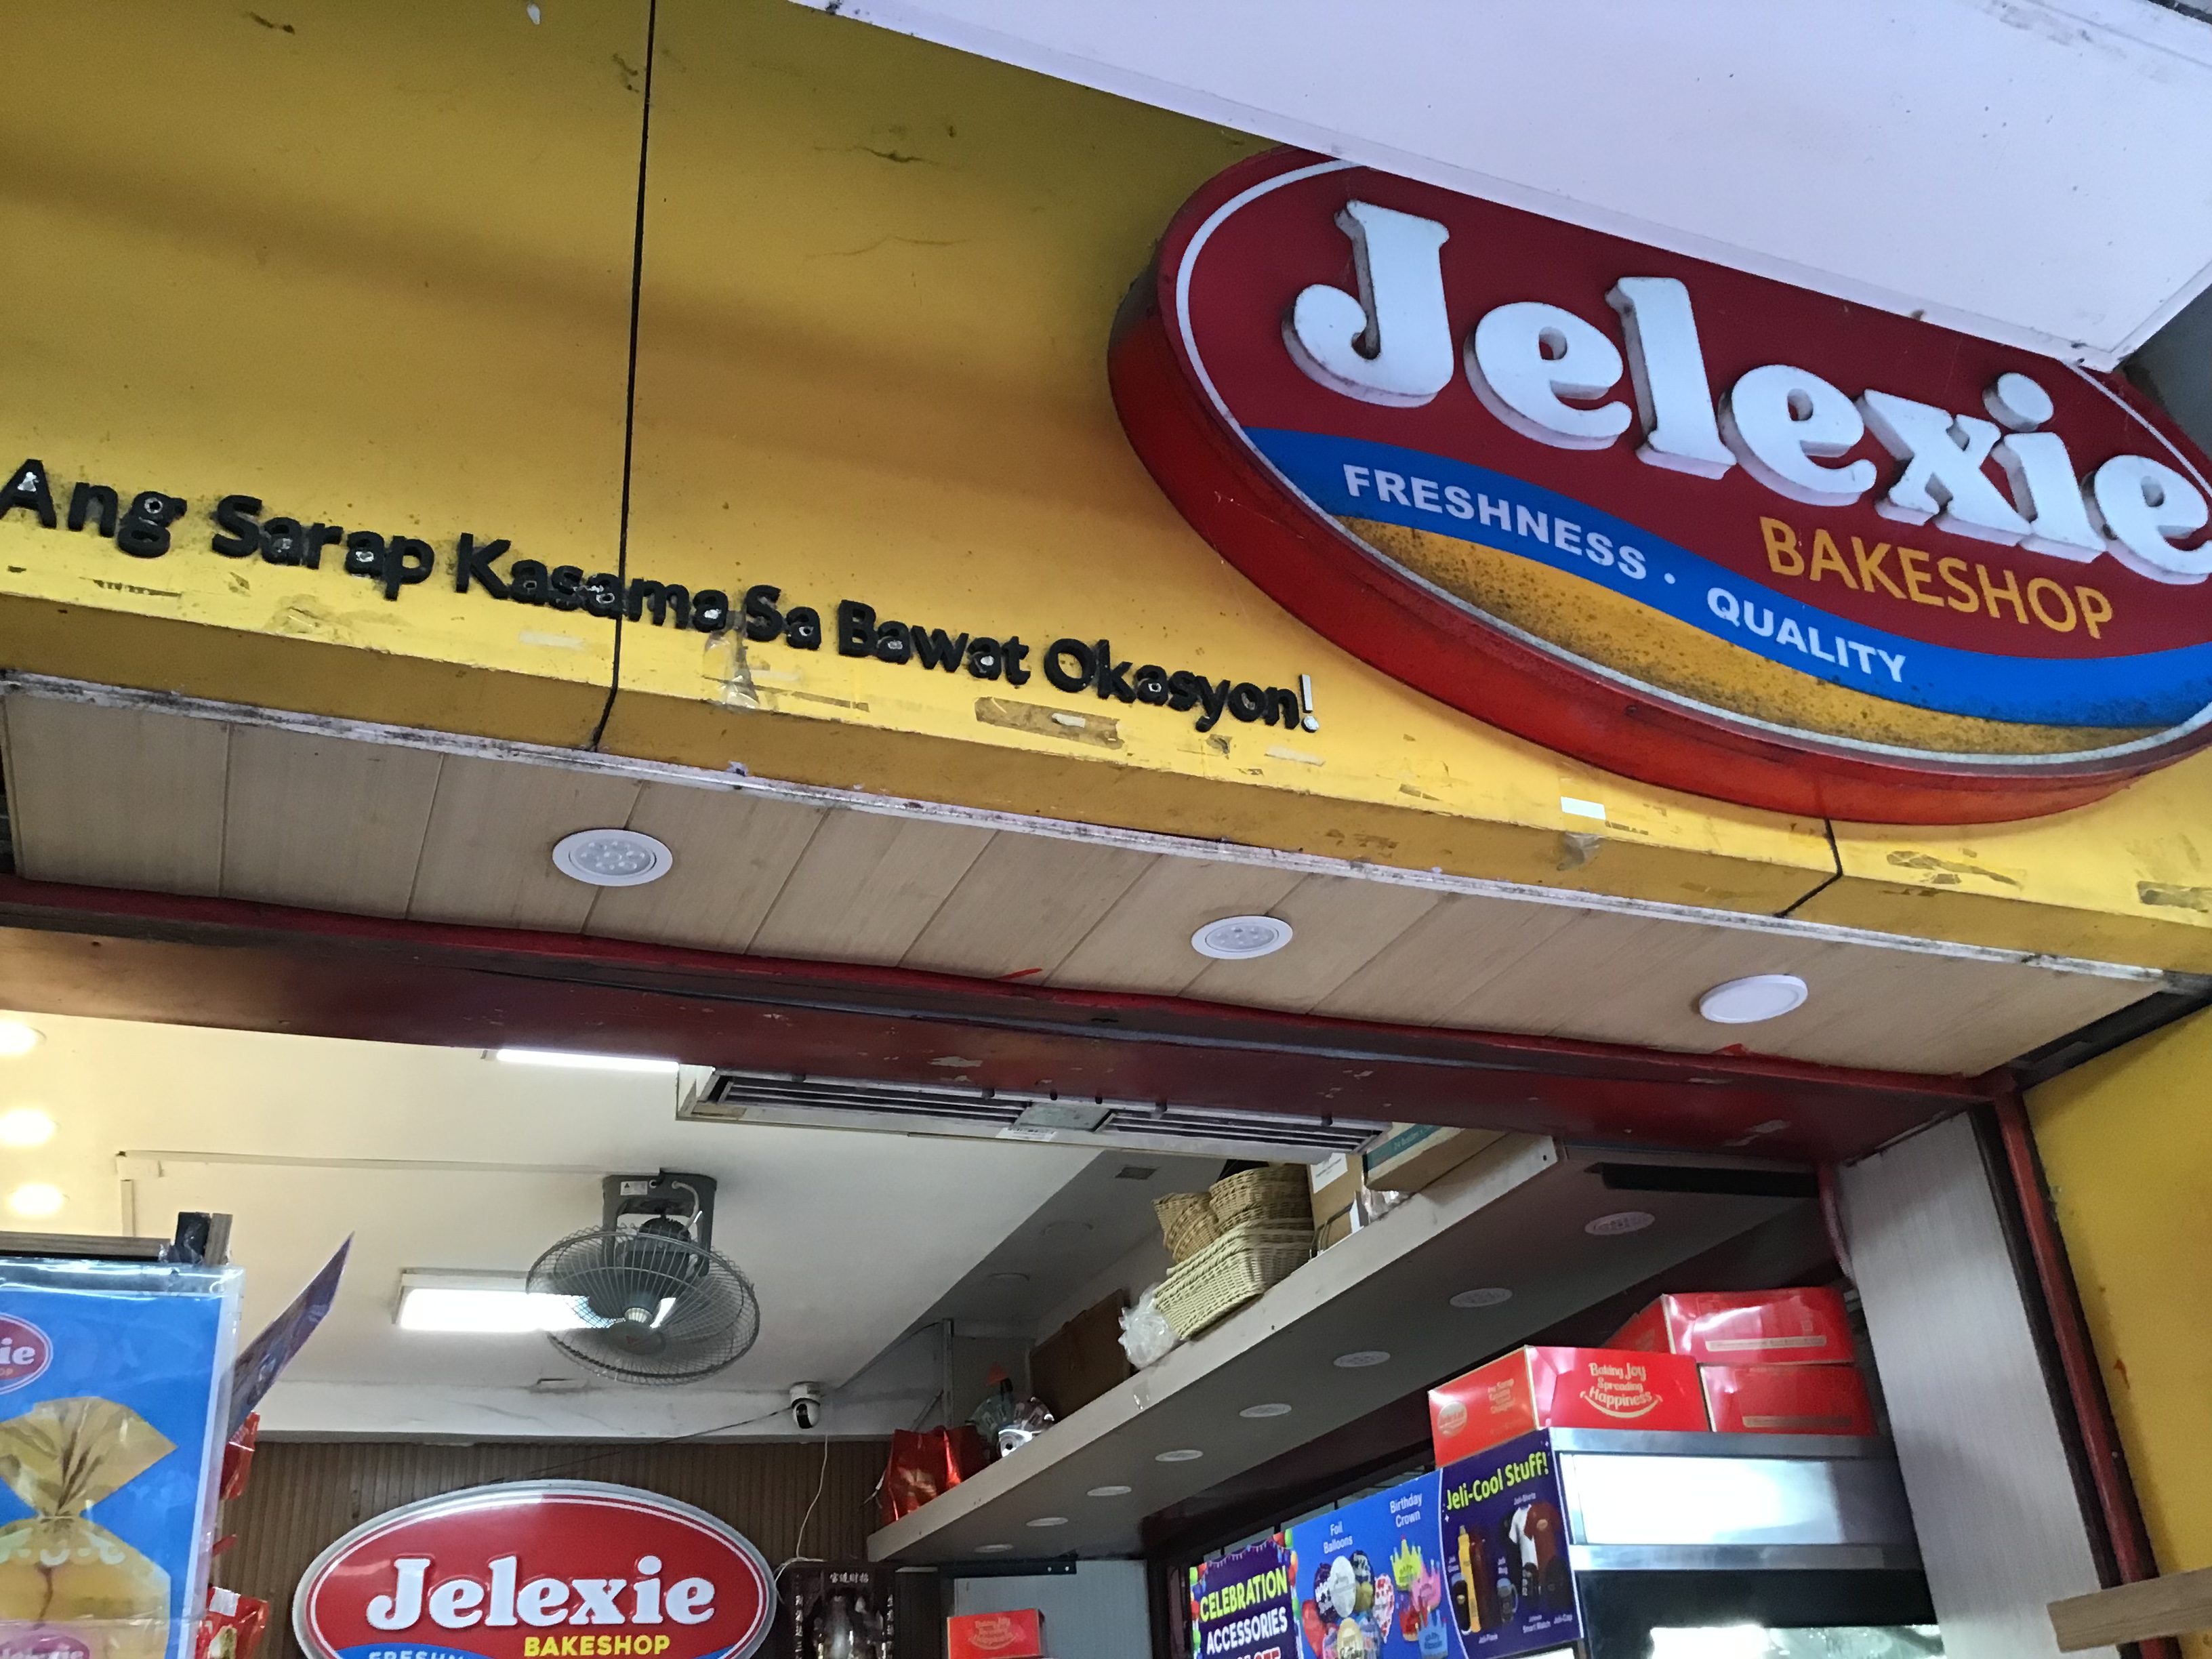 Jelexie
BAKESHOP
FRESHNESS • QUALITY
Ang Sarap Kasama Sa Bawat Okasyon!
ie
Jelexie
BAKESHOP
Baking Joy
Spreading
Happiness
Jeli-Cool Stuff!
Birthday
Crown
Foil
Balloons
CELEBRATION
ACCESSORIES